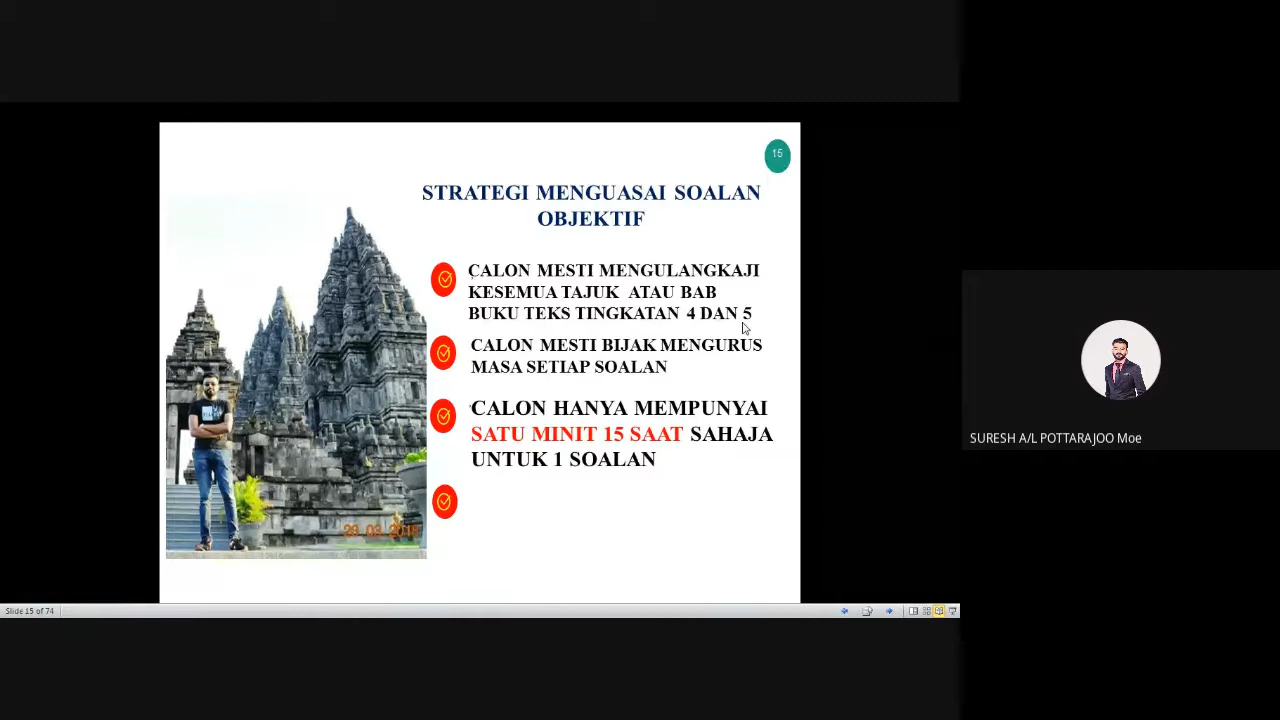 15
STRATEGI MENGUASAI SOALAN
OBJEKTIF
CALON MESTI MENGULANGKAJI
KESEMUA TAJUK ATAU BAB
BUKU TEKS TINGKATAN 4 DAN 5
CALON MESTI BIJAK MENGURUS
MASA SETIAP SOALAN
CALON HANYA MEMPUNYAI
SATU MINIT 15 SAAT SAHAJA
UNTUK 1 SOALAN
SURESH A/L POTTARAJOO Moe
Slide 15 of 74